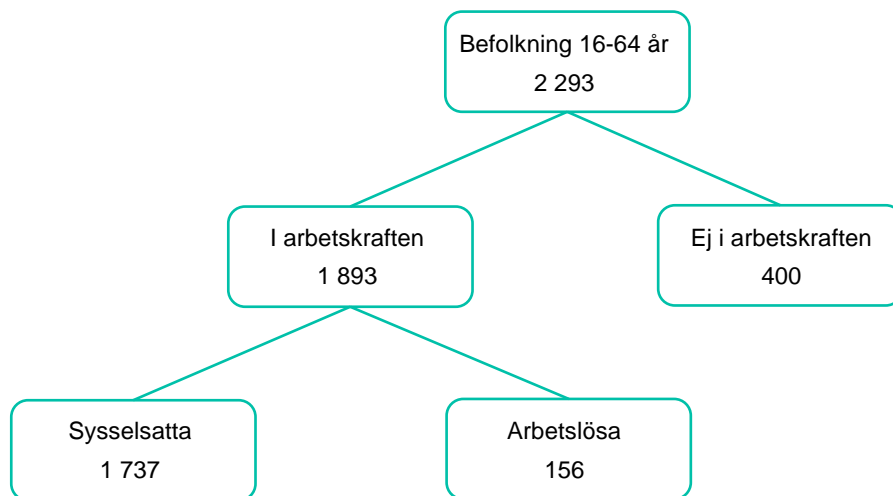 Befolkning 16-64 år
2 293
I arbetskraften
1 893
Ej i arbetskraften
400
Sysselsatta
1 737
Arbetslösa
156